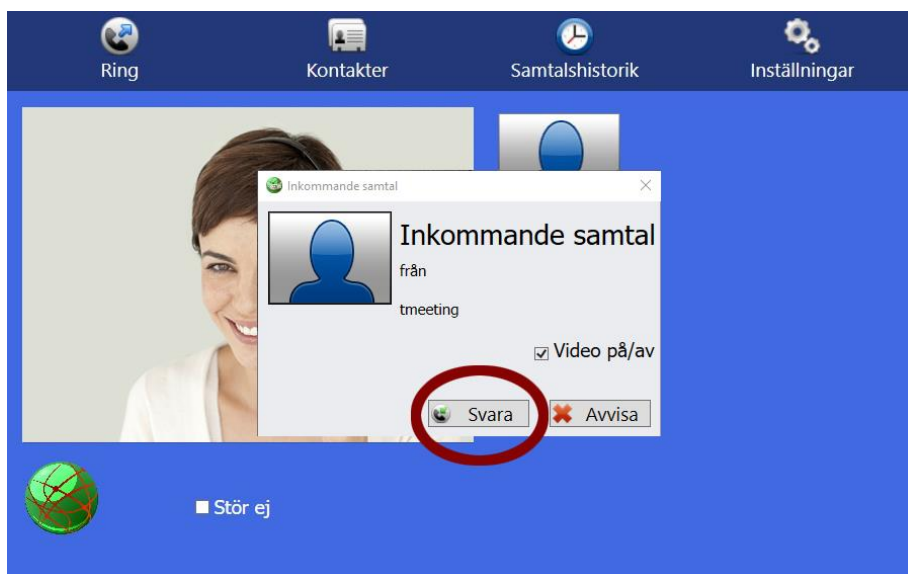 Ring
Kontakter
Samtalshistorik
Inställningar
Inkommande samtal
Inkommande samtal
från
tmeeting
Video på/av
Svara
Avvisa
Stör ej